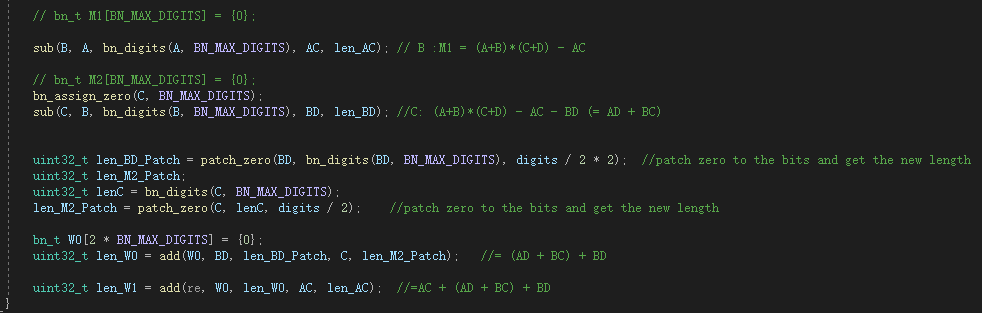 // bn_t M1[BN_MAX_DIGITS] = {0};
sub(B, A, bn_digits(A, BN_MAX_DIGITS), AC, len_AC); // B :M1 = (A+B)*(C+D) - AC
// bn_t M2[BN_MAX_DIGITS] = {0};
bn_assign_zero(C, BN_MAX_DIGITS);
sub(C, B, bn_digits(B, BN_MAX_DIGITS), BD, len_BD); //C: (A+B)*(C+D) - AC - BD (= AD + BC)
uint32_t len_BD_Patch = patch_zero(BD, bn_digits(BD, BN_MAX_DIGITS), digits / 2 * 2);  //patch zero to the bits and get the new length
uint32_t len_M2_Patch;
uint32_t lenC = bn_digits(C, BN_MAX_DIGITS);
len_M2_Patch = patch_zero(C, lenC, digits / 2);    //patch zero to the bits and get the new length
bn_t W0[2 * BN_MAX_DIGITS] = {0};
uint32_t len_W0 = add(W0, BD, len_BD_Patch, C, len_M2_Patch);   //= (AD + BC) + BD
uint32_t len_W1 = add(re, W0, len_W0, AC, len_AC);  //=AC + (AD + BC) + BD
}